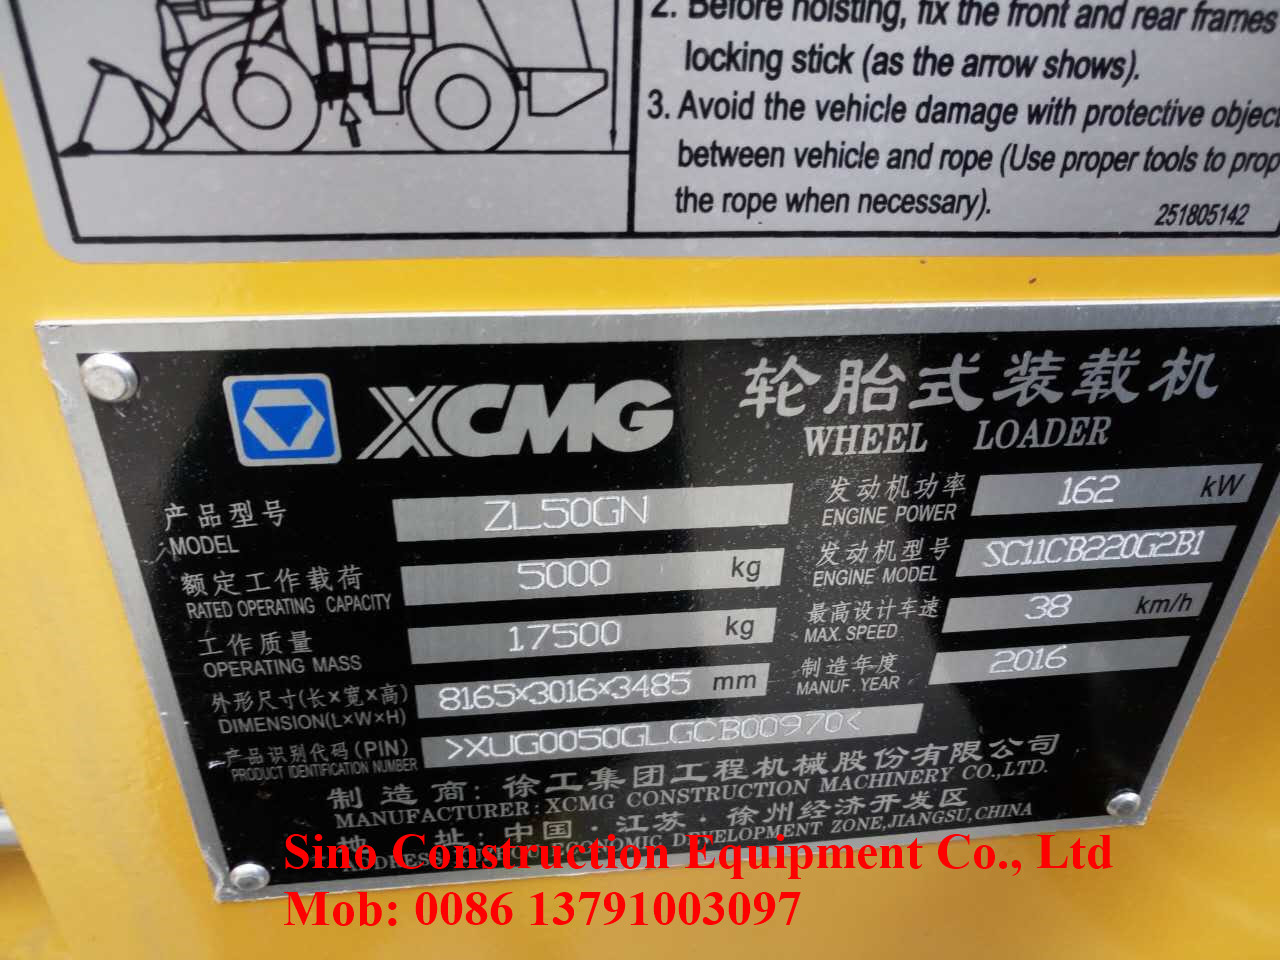 2. Before hoisting, fix the front and rear frames
locking stick (as the arrow shows).
3. Avoid the vehicle damage with protective object
between vehicle and rope (Use proper tools to prop
the rope when necessary).
251805142
XCMG
轮胎式装载机
WHEEL LOADER
产品型号
MODEL
ZL50GN
发动机功率
ENGINE POWER
162 kW
额定工作载荷
RATED OPERATING CAPACITY
5000 kg
发动机型号
ENGINE MODEL
SC11CB220G2B1
工作质量
OPERATING MASS
17500 kg
最高设计车速
MAX. SPEED
38 km/h
外形尺寸(长×宽×高)
DIMENSION(L×W×H)
8165×3016×3485 mm
制造年度
MANUF. YEAR
2016
产品识别代码(PIN)
PRODUCT IDENTIFICATION NUMBER
>XUG0050GLGCB00970<
制造商:徐工集团工程机械股份有限公司
MANUFACTURER:XCMG CONSTRUCTION MACHINERY CO.,LTD.
地址:中国·江苏·徐州经济开发区
ECONOMIC DEVELOPMENT ZONE,JIANGSU,CHINA
Sino Construction Equipment Co., Ltd
Mob: 0086 13791003097